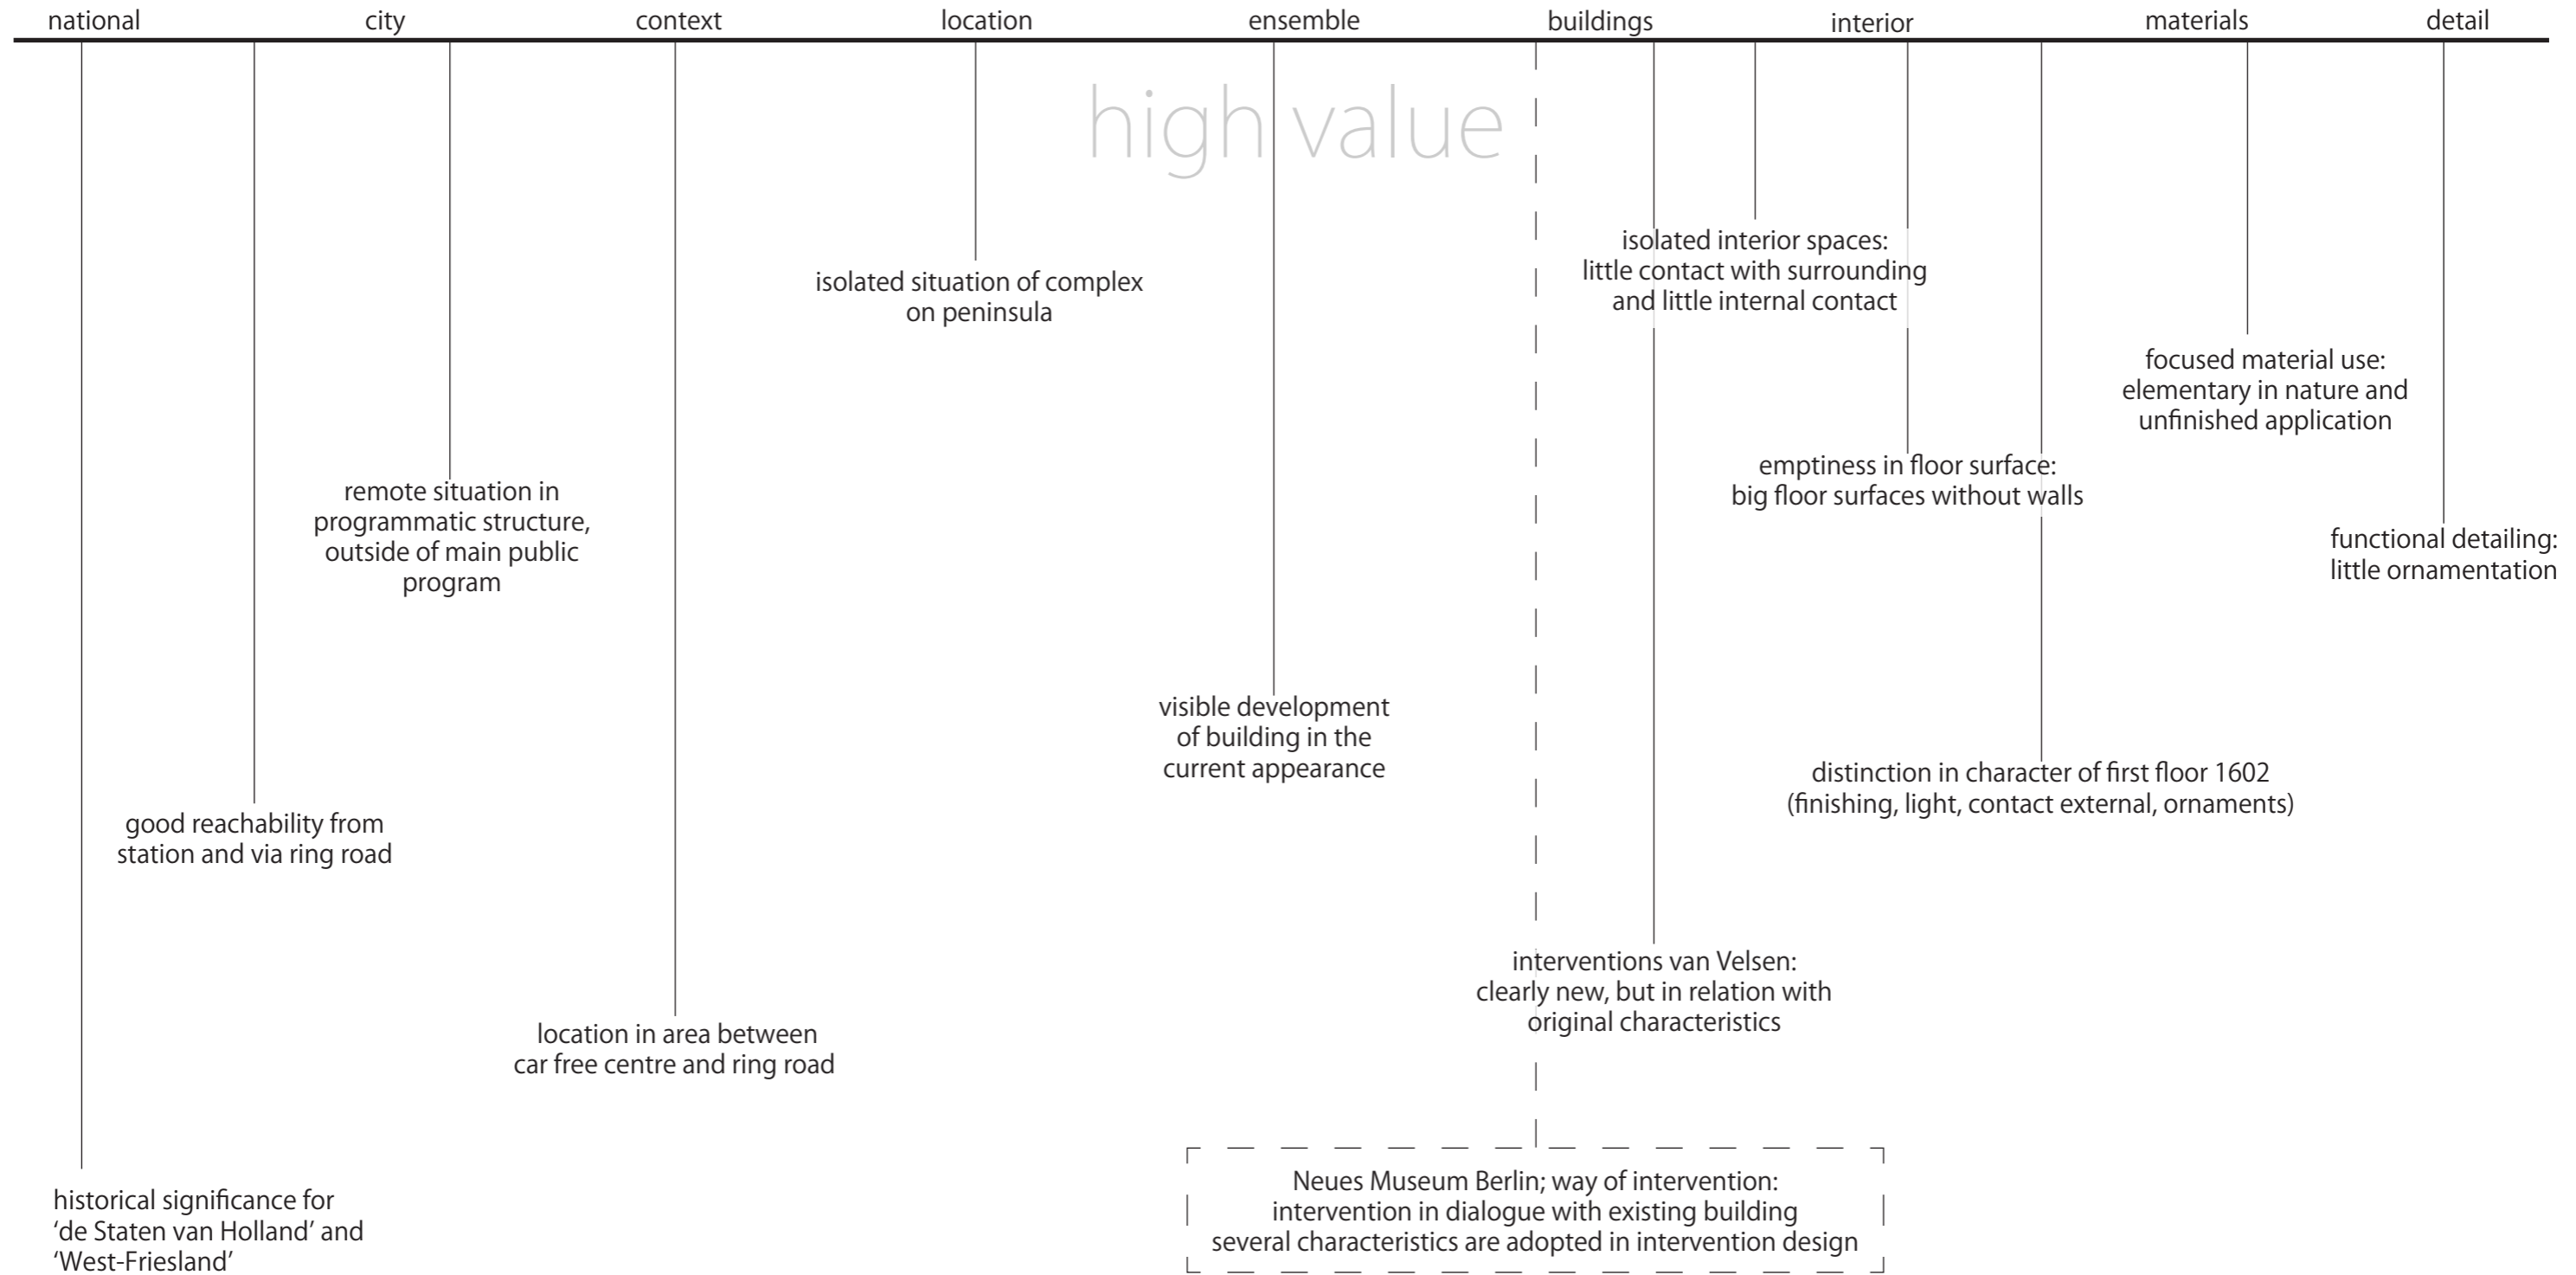 national city context location ensemble buildings interior materials detail
high value
isolated interior spaces:
little contact with surrounding
and little internal contact
isolated situation of complex
on peninsula
focused material use:
elementary in nature and
unfinished application
emptiness in floor surface:
big floor surfaces without walls
remote situation in
programmatic structure,
outside of main public
program
functional detailing:
little ornamentation
visible development
of building in the
current appearance
distinction in character of first floor 1602
(finishing, light, contact external, ornaments)
good reachability from
station and via ring road
interventions van Velsen:
clearly new, but in relation with
original characteristics
location in area between
car free centre and ring road
Neues Museum Berlin; way of intervention:
intervention in dialogue with existing building
several characteristics are adopted in intervention design
historical significance for
‘de Staten van Holland’ and
‘West-Friesland’